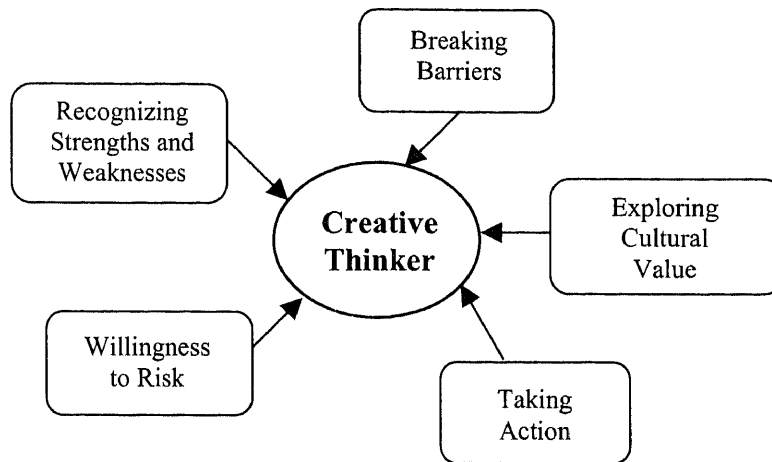 Breaking
Barriers
Recognizing
Strengths and
Weaknesses
Creative
Thinker
Exploring
Cultural
Value
Willingness
to Risk
Taking
Action